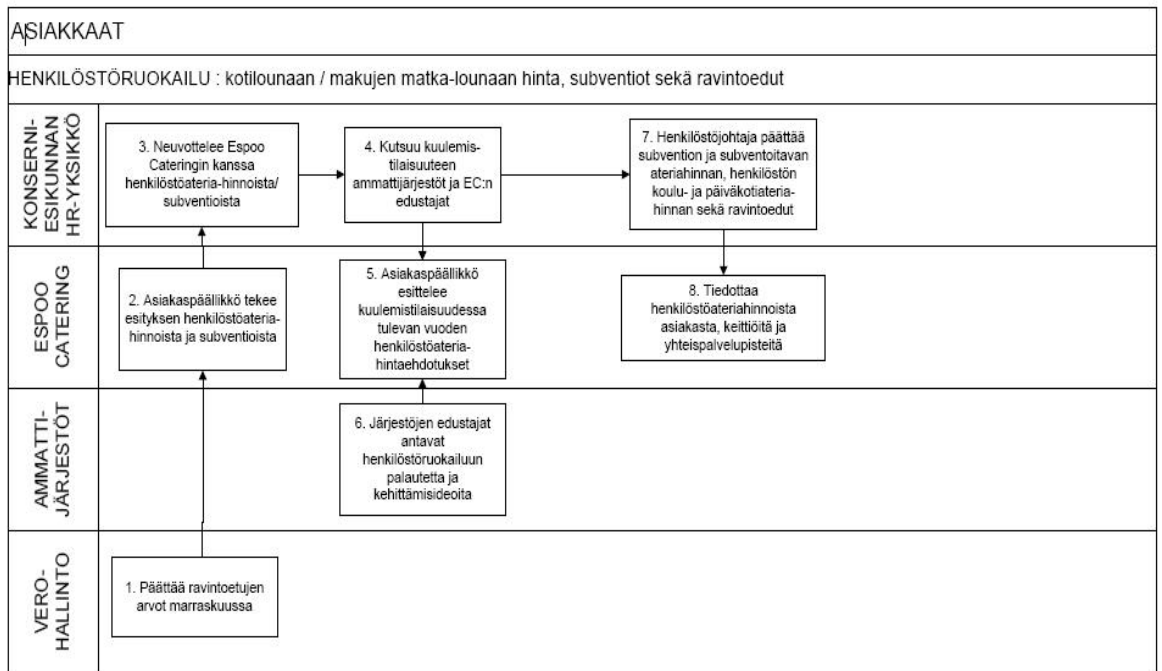 ASIAKKAAT
HENKILÖSTÖRUOKAILU : kotilounaan / makujen matka-lounaan hinta, subventiot sekä ravintoedut
KONSERNI-
ESIKUNNAN
HR-YKSIKKÖ
3. Neuvottelee Espoo
Cateringin kanssa
henkilöstöateria-hinnoista/
subventioista
4. Kutsuu kuulemis-
tilaisuuteen
ammattijärjestöt ja EC:n
edustajat
7. Henkilöstöjohtaja päättää
subvention ja subventoitavan
ateriahinnan, henkilöstön
koulu- ja päiväkotiateria-
hinnan sekä ravintoedut
ESPOO
CATERING
2. Asiakaspäällikkö tekee
esityksen henkilöstöateria-
hinnoista ja subventioista
5. Asiakaspäällikkö
esittelee
kuulemistilaisuudessa
tulevan vuoden
henkilöstöateria-
hintaehdotukset
8. Tiedottaa
henkilöstöateriahinnoista
asiakasta, keittiöitä ja
yhteispalvelupisteitä
AMMATTI-
JÄRJESTÖT
6. Järjestöjen edustajat
antavat
henkilöstöruokailuun
palautetta ja
kehittämisideoita
VERO-
HALLINTO
1. Päättää ravintoetujen
arvot marraskuussa